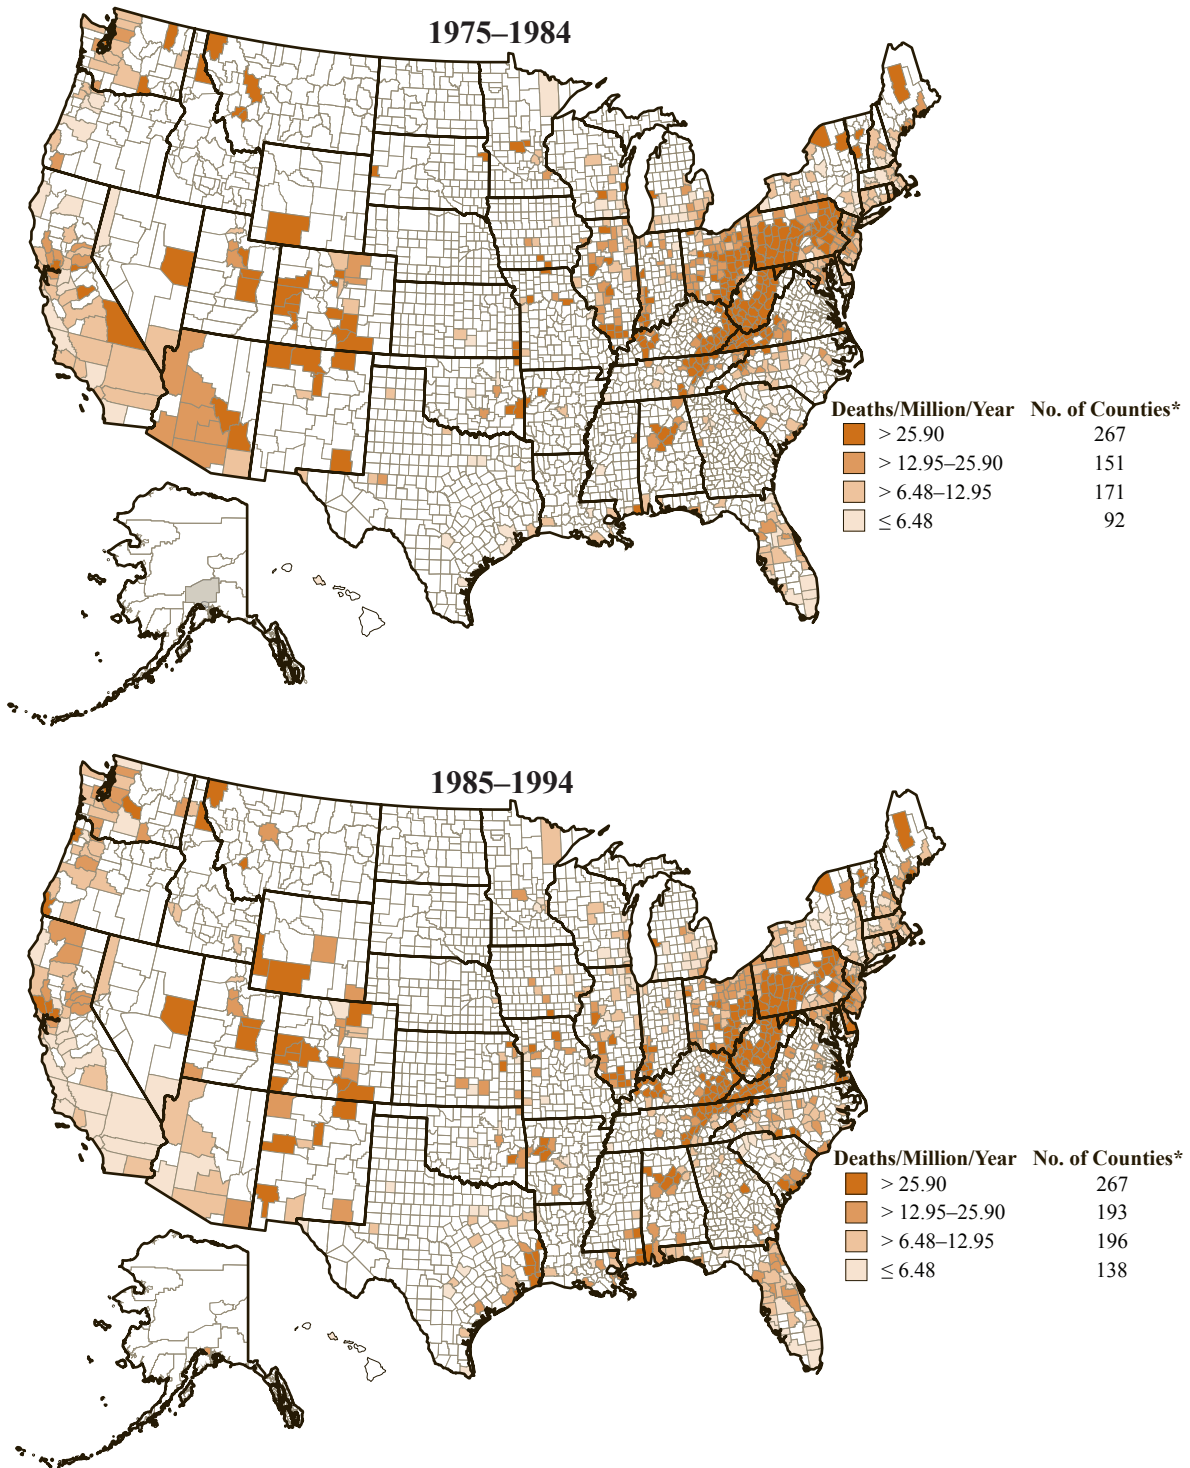 1975–1984
Deaths/Million/Year No. of Counties*
> 25.90 267
> 12.95–25.90 151
> 6.48–12.95 171
≤ 6.48 92
1985–1994
Deaths/Million/Year No. of Counties*
> 25.90 267
> 12.95–25.90 193
> 6.48–12.95 196
≤ 6.48 138